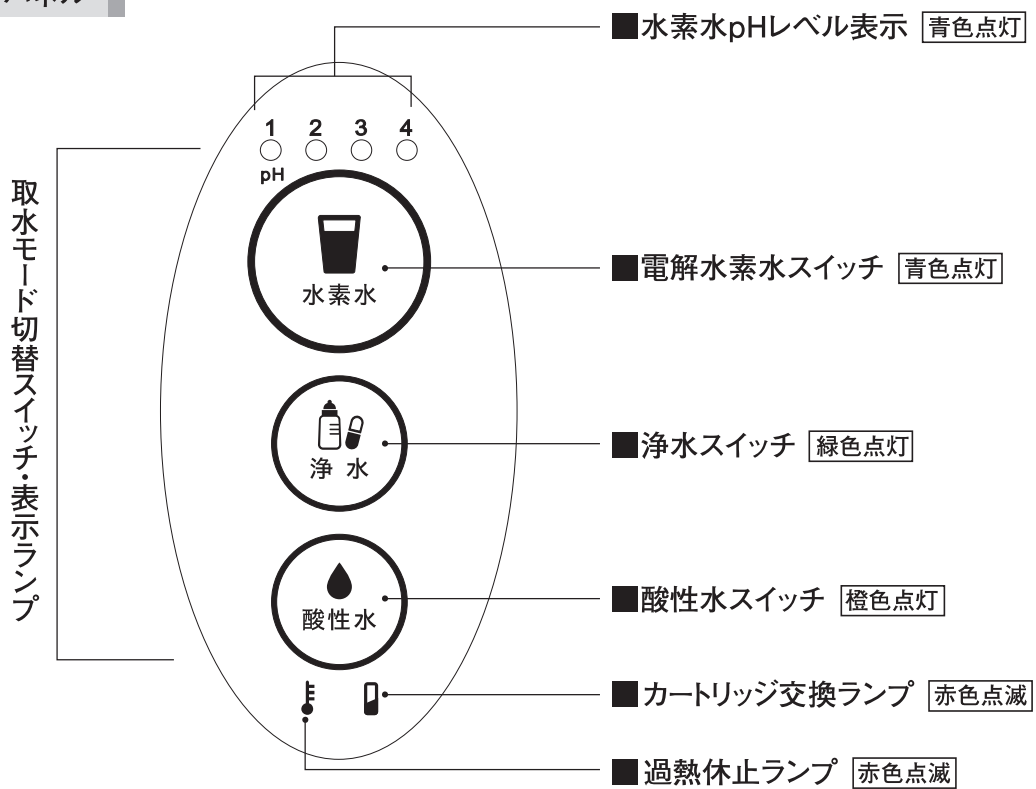 ■水素水pHレベル表示 青色点灯
1 2 3 4
pH
水素水
■電解水素水スイッチ 青色点灯
取水モード切替スイッチ・表示ランプ
浄 水
■浄水スイッチ 緑色点灯
酸性水
■酸性水スイッチ 橙色点灯
■カートリッジ交換ランプ 赤色点滅
■過熱休止ランプ 赤色点滅